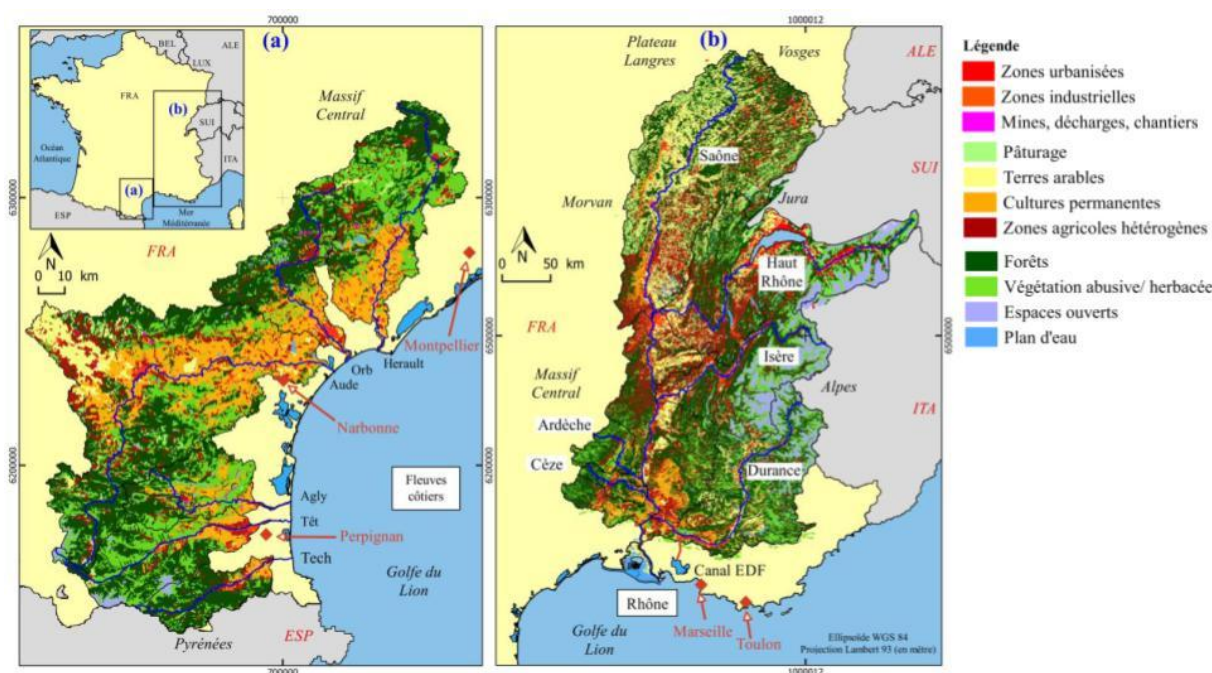 700000
(a)
BEL
ALE
LUX
FRA
(b)
SUI
Océan
Atlantique
ITA
(a)
ESP
Mer
Méditérranée
N
0 10 km
FRA
Massif
Central
6300000
6300000
Montpellier
Herault
Orb
Aude
Narbonne
6200000
6200000
Fleuves
côtiers
Agly
Têt
Perpignan
Tech
Golfe du
Lion
Pyrénées
ESP
700000
1000012
(b)
Plateau
Langres
Vosges
ALE
Saône
SUI
Morvan
Jura
N
0 50 km
Haut
Rhône
FRA
6500000
6500000
Isère
Massif
Central
Alpes
ITA
Ardèche
Cèze
Durance
Canal EDF
Rhône
Marseille
Toulon
Golfe du
Lion
Ellipsoïde WGS 84
Projection Lambert 93 (en mètre)
1000012
Légende
Zones urbanisées
Zones industrielles
Mines, décharges, chantiers
Pâturage
Terres arables
Cultures permanentes
Zones agricoles hétérogènes
Forêts
Végétation abusive/ herbacée
Espaces ouverts
Plan d'eau